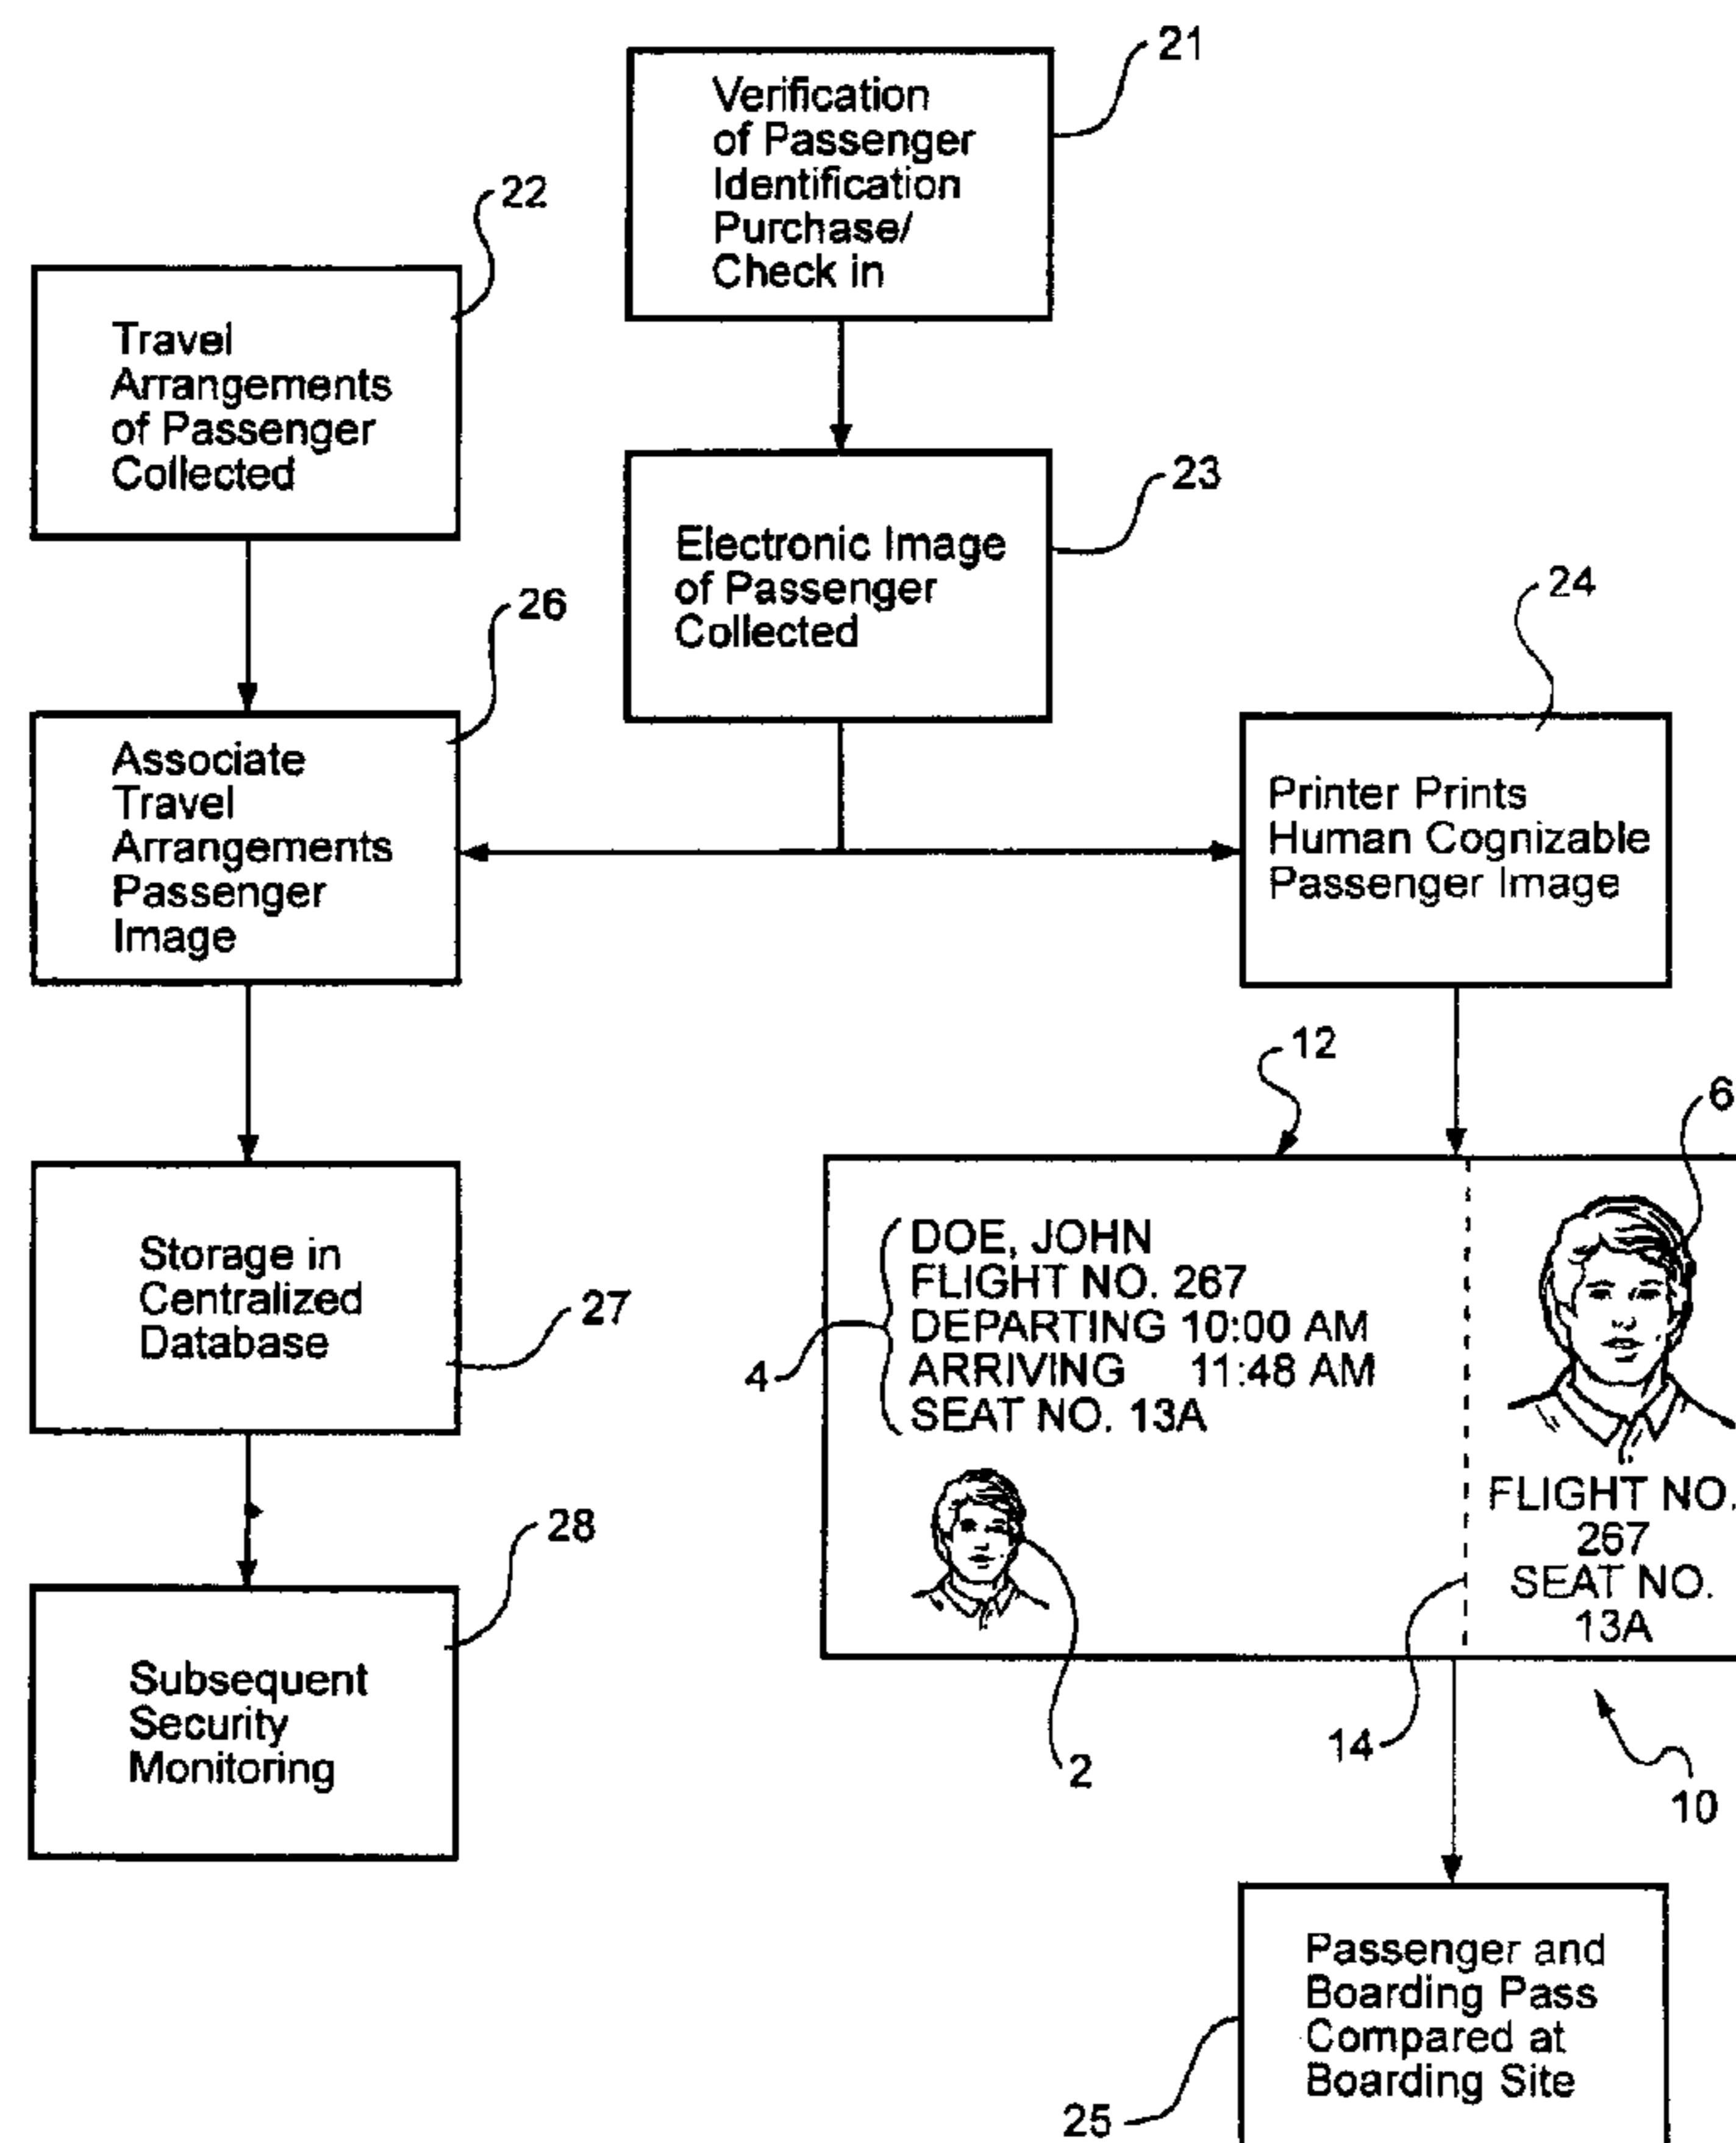 21
Verification
of Passenger
Identification
Purchase/
Check in
22
Travel
Arrangements
of Passenger
Collected
23
Electronic Image
of Passenger
Collected
26
Associate
Travel
Arrangements
Passenger
Image
24
Printer Prints
Human Cognizable
Passenger Image
12
6
27
Storage in
Centralized
Database
4
DOE, JOHN
FLIGHT NO. 267
DEPARTING 10:00 AM
ARRIVING 11:48 AM
SEAT NO. 13A
FLIGHT NO.
267
SEAT NO.
13A
2
14
10
28
Subsequent
Security
Monitoring
25
Passenger and
Boarding Pass
Compared at
Boarding Site